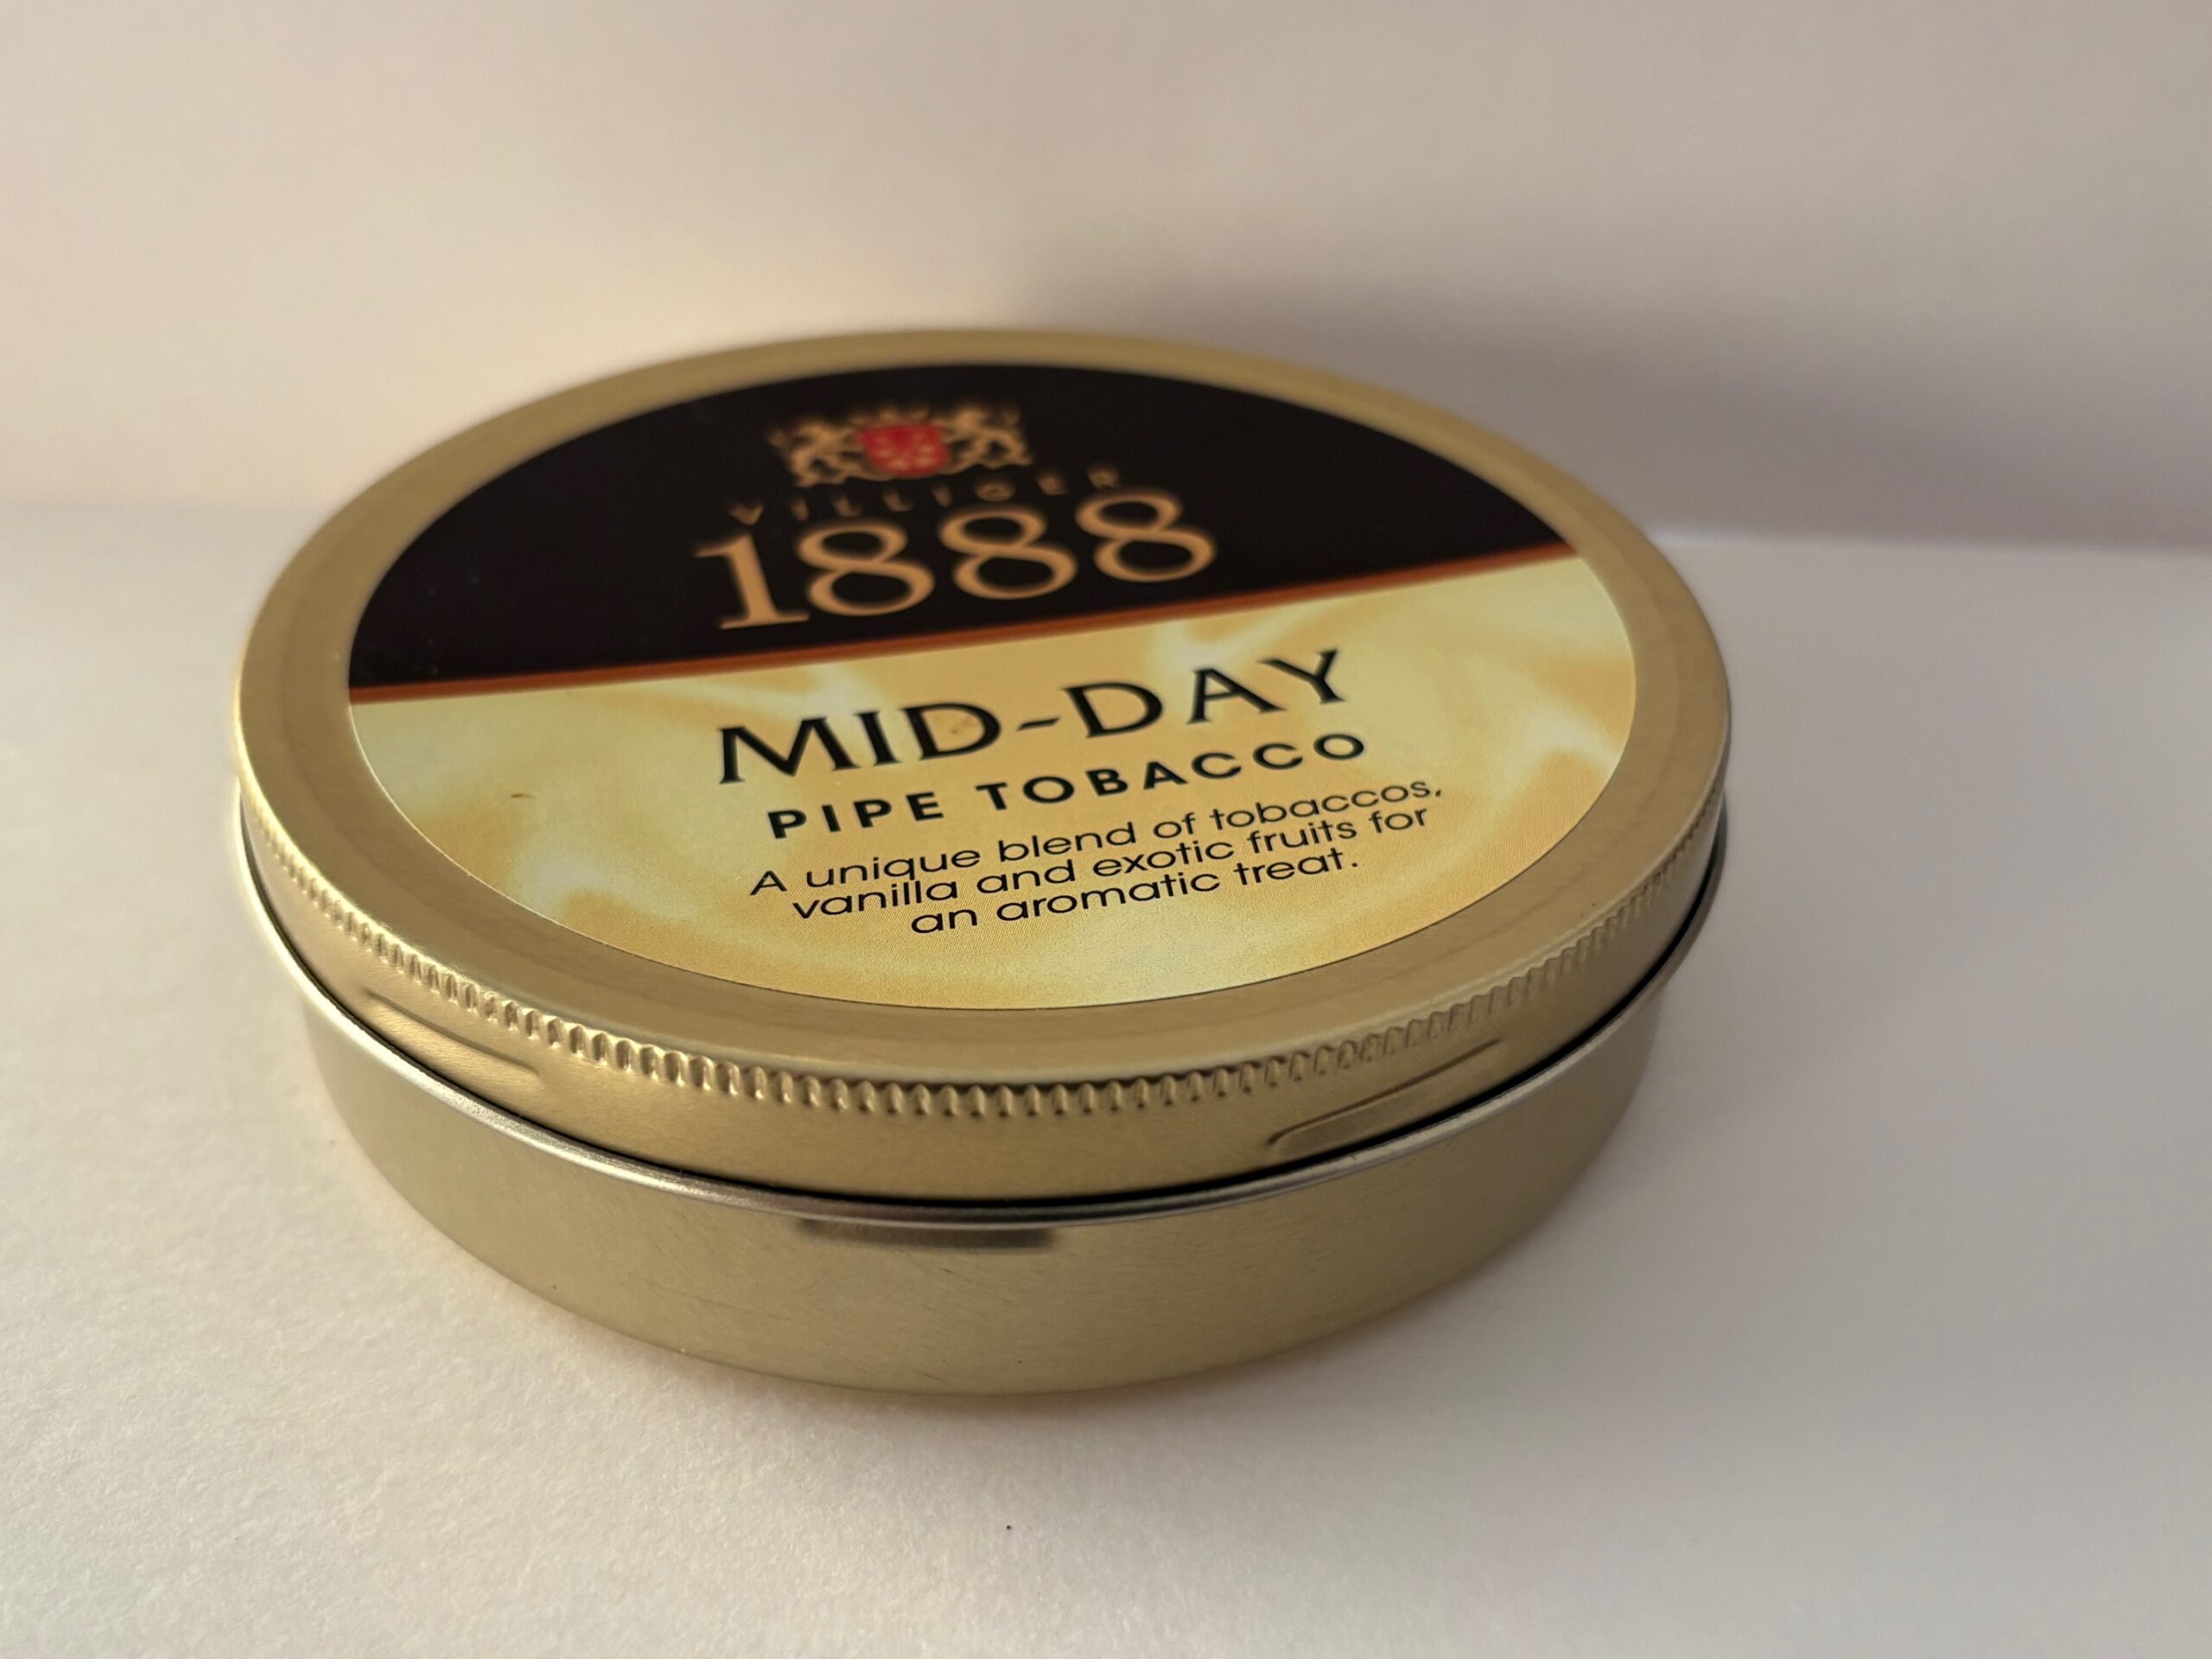 VILLIGER
1888
MID-DAY
PIPE TOBACCO
A unique blend of tobaccos,
vanilla and exotic fruits for
an aromatic treat.